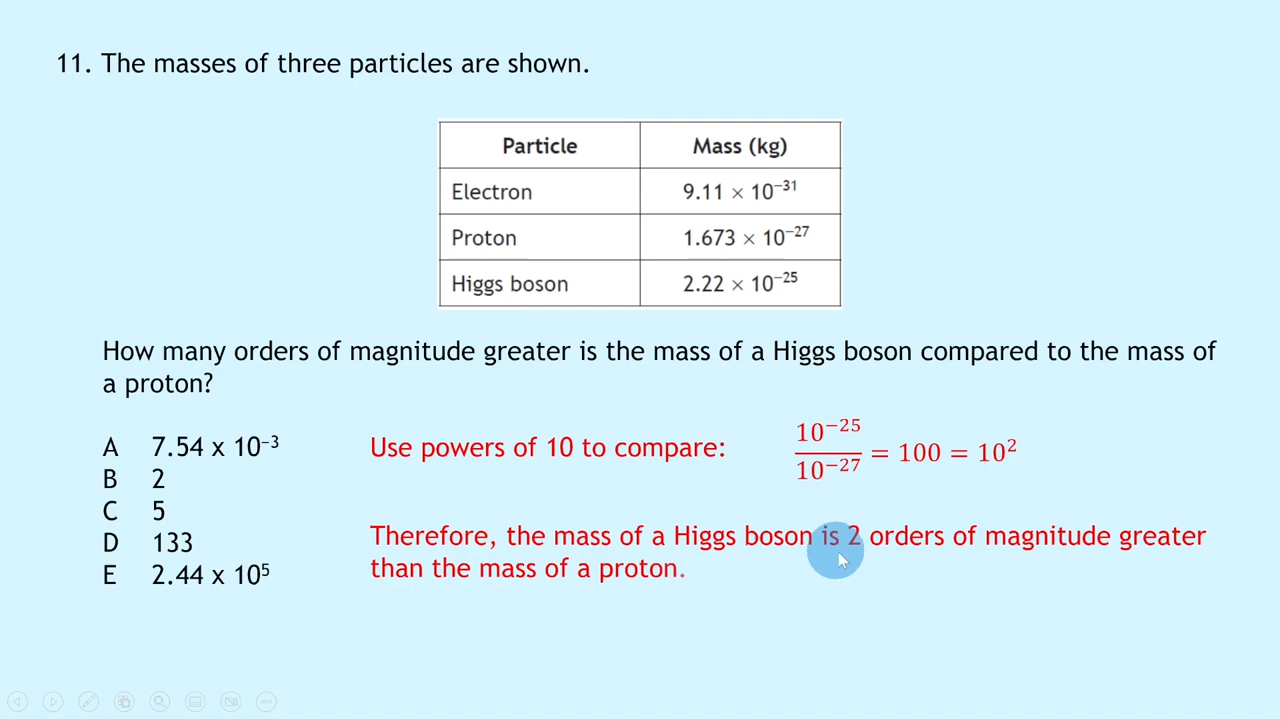 11. The masses of three particles are shown.
Particle Mass (kg)
Electron 9.11 × 10⁻³¹
Proton 1.673 × 10⁻²⁷
Higgs boson 2.22 × 10⁻²⁵
How many orders of magnitude greater is the mass of a Higgs boson compared to the mass of
a proton?
A 7.54 x 10⁻³
B 2
C 5
D 133
E 2.44 x 10⁵
Use powers of 10 to compare: 10⁻²⁵/10⁻²⁷ = 100 = 10²
Therefore, the mass of a Higgs boson is 2 orders of magnitude greater
than the mass of a proton.